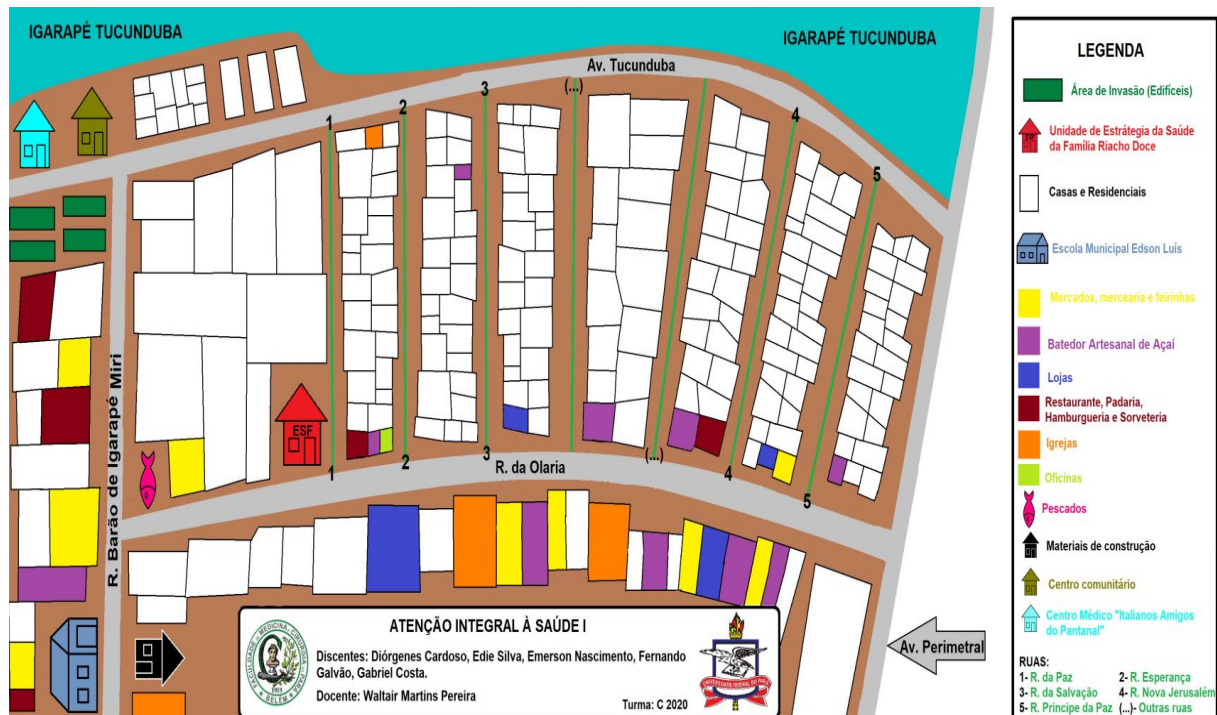 IGARAPÉ TUCUNDUBA
IGARAPÉ TUCUNDUBA
Av. Tucunduba
1
2
3
(...)
4
5
R. Barão de Igarapé Miri
ESF
1
2
3
R. da Olaria
(...)
4
5
Av. Perimetral
ATENÇÃO INTEGRAL À SAÚDE I
Discentes: Diórgenes Cardoso, Edie Silva, Emerson Nascimento, Fernando
Galvão, Gabriel Costa.
Docente: Waltair Martins Pereira
Turma: C 2020
LEGENDA
Área de Invasão (Edifíceis)
ESF
Unidade de Estrátegia da Saúde
da Família Riacho Doce
Casas e Residenciais
Escola Municipal Edson Luís
Mercados, mercearia e feirinhas
Batedor Artesanal de Açaí
Lojas
Restaurante, Padaria,
Hamburgueria e Sorveteria
Igrejas
Oficinas
Pescados
Materiais de construção
Centro comunitário
Centro Médico "Italianos Amigos
do Pantanal"
RUAS:
1- R. da Paz 2- R. Esperança
3- R. da Salvação 4- R. Nova Jerusalém
5- R. Principe da Paz (...)- Outras ruas